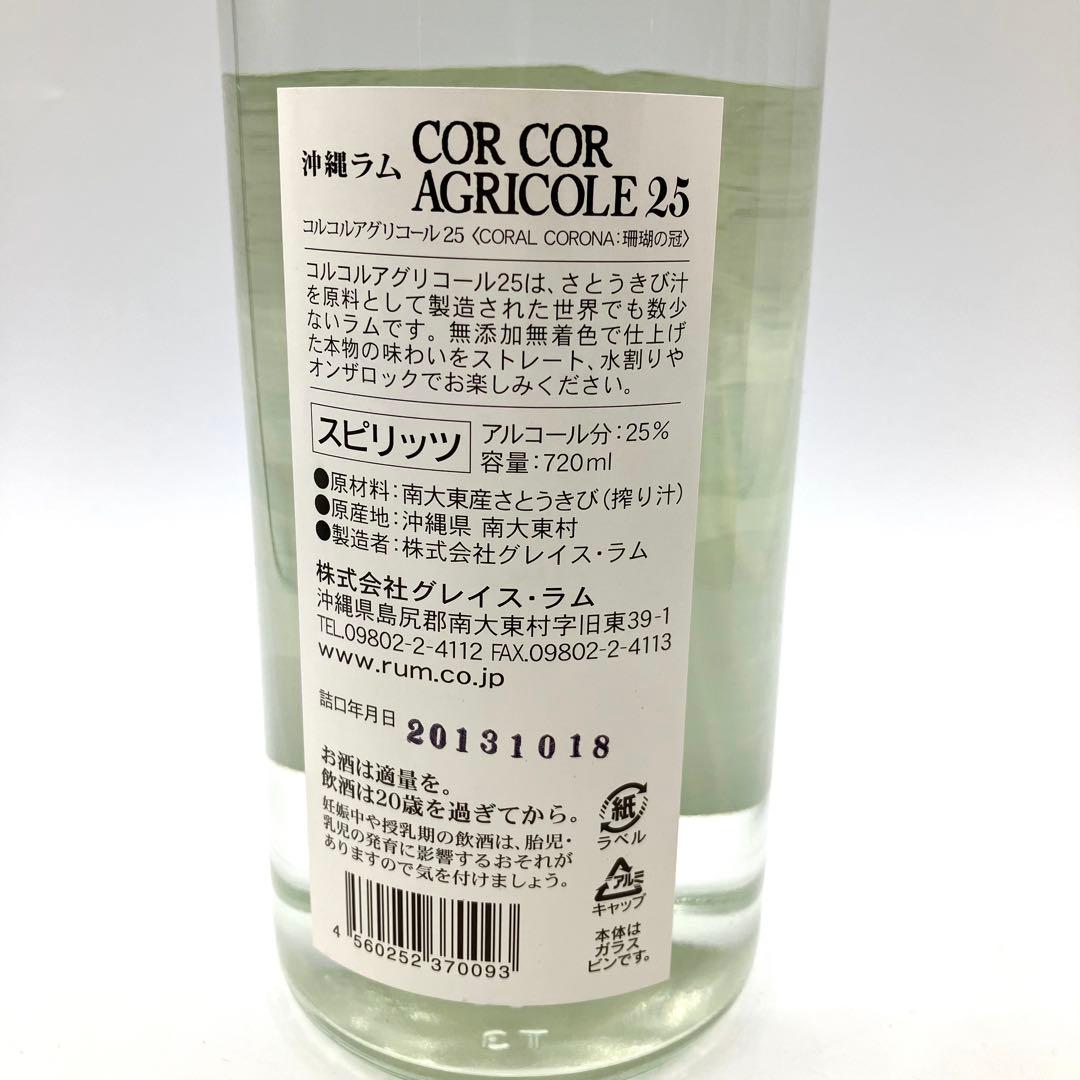 沖縄ラム COR COR
AGRICOLE 25
コルコルアグリコール25〈CORAL CORONA:珊瑚の冠〉
コルコルアグリコール25は、さとうきび汁
を原料として製造された世界でも数少
ないラムです。無添加無着色で仕上げ
た本物の味わいをストレート、水割りや
オンザロックでお楽しみください。
スピリッツ
アルコール分:25%
容量:720ml
●原材料:南大東産さとうきび(搾り汁)
●原産地:沖縄県 南大東村
●製造者:株式会社グレイス・ラム
株式会社グレイス・ラム
沖縄県島尻郡南大東村字旧東39-1
TEL.09802-2-4112 FAX.09802-2-4113
www.rum.co.jp
詰口年月日 20131018
お酒は適量を。
飲酒は20歳を過ぎてから。
妊娠中や授乳期の飲酒は、胎児・
乳児の発育に影響するおそれが
ありますので気を付けましょう。
紙
ラベル
アルミ
キャップ
本体は
ガラス
ビンです。
4 560252 370093